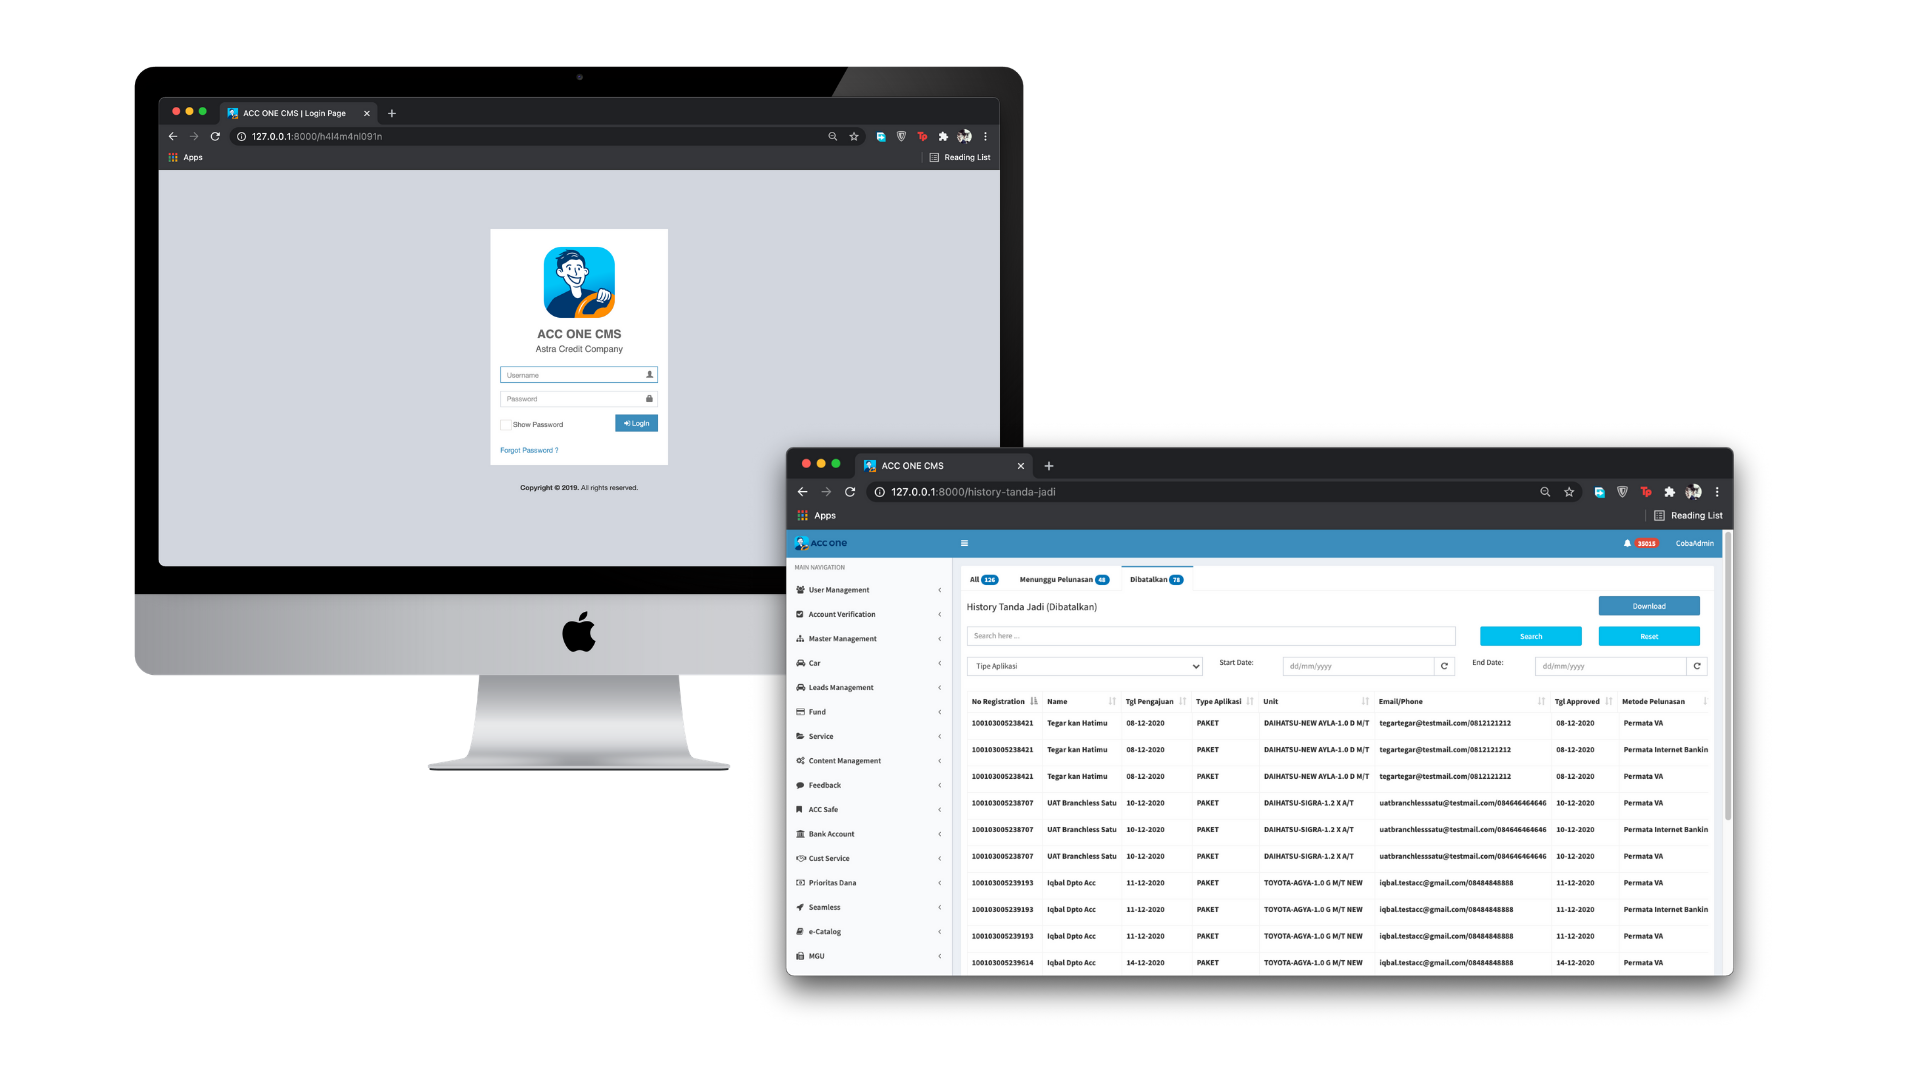 ACC ONE CMS | Login Page
127.0.0.1:8000/h4l4m4nl091n
Apps
Reading List
ACC ONE CMS
Astra Credit Company
Username
Password
Show Password
Login
Forgot Password ?
Copyright © 2019. All rights reserved.
ACC ONE CMS
127.0.0.1:8000/history-tanda-jadi
Tp
Apps
Reading List
ACC one
35015
CobaAdmin
MAIN NAVIGATION
User Management
Account Verification
Master Management
Car
Leads Management
Fund
Service
Content Management
Feedback
ACC Safe
Bank Account
Cust Service
Prioritas Dana
Seamless
e-Catalog
MGU
All 126 Menunggu Pelunasan 48 Dibatalkan 78
History Tanda Jadi (Dibatalkan)
Download
Search here ...
Search
Reset
Tipe Aplikasi
Start Date:
dd/mm/yyyy
End Date:
dd/mm/yyyy
No Registration Name Tgl Pengajuan Type Aplikasi Unit Email/Phone Tgl Approved Metode Pelunasan
100103005238421 Tegar kan Hatimu 08-12-2020 PAKET DAIHATSU-NEW AYLA-1.0 D M/T tegartegar@testmail.com/0812121212 08-12-2020 Permata VA
100103005238421 Tegar kan Hatimu 08-12-2020 PAKET DAIHATSU-NEW AYLA-1.0 D M/T tegartegar@testmail.com/0812121212 08-12-2020 Permata Internet Bankin
100103005238421 Tegar kan Hatimu 08-12-2020 PAKET DAIHATSU-NEW AYLA-1.0 D M/T tegartegar@testmail.com/0812121212 08-12-2020 Permata VA
100103005238707 UAT Branchless Satu 10-12-2020 PAKET DAIHATSU-SIGRA-1.2 X A/T uatbranchlesssatu@testmail.com/084646464646 10-12-2020 Permata VA
100103005238707 UAT Branchless Satu 10-12-2020 PAKET DAIHATSU-SIGRA-1.2 X A/T uatbranchlesssatu@testmail.com/084646464646 10-12-2020 Permata Internet Bankin
100103005238707 UAT Branchless Satu 10-12-2020 PAKET DAIHATSU-SIGRA-1.2 X A/T uatbranchlesssatu@testmail.com/084646464646 10-12-2020 Permata VA
100103005239193 Iqbal Dpto Acc 11-12-2020 PAKET TOYOTA-AGYA-1.0 G M/T NEW iqbal.testacc@gmail.com/08484848888 11-12-2020 Permata VA
100103005239193 Iqbal Dpto Acc 11-12-2020 PAKET TOYOTA-AGYA-1.0 G M/T NEW iqbal.testacc@gmail.com/08484848888 11-12-2020 Permata Internet Bankin
100103005239193 Iqbal Dpto Acc 11-12-2020 PAKET TOYOTA-AGYA-1.0 G M/T NEW iqbal.testacc@gmail.com/08484848888 11-12-2020 Permata VA
100103005239614 Iqbal Dpto Acc 14-12-2020 PAKET TOYOTA-AGYA-1.0 G M/T NEW iqbal.testacc@gmail.com/08484848888 14-12-2020 Permata VA